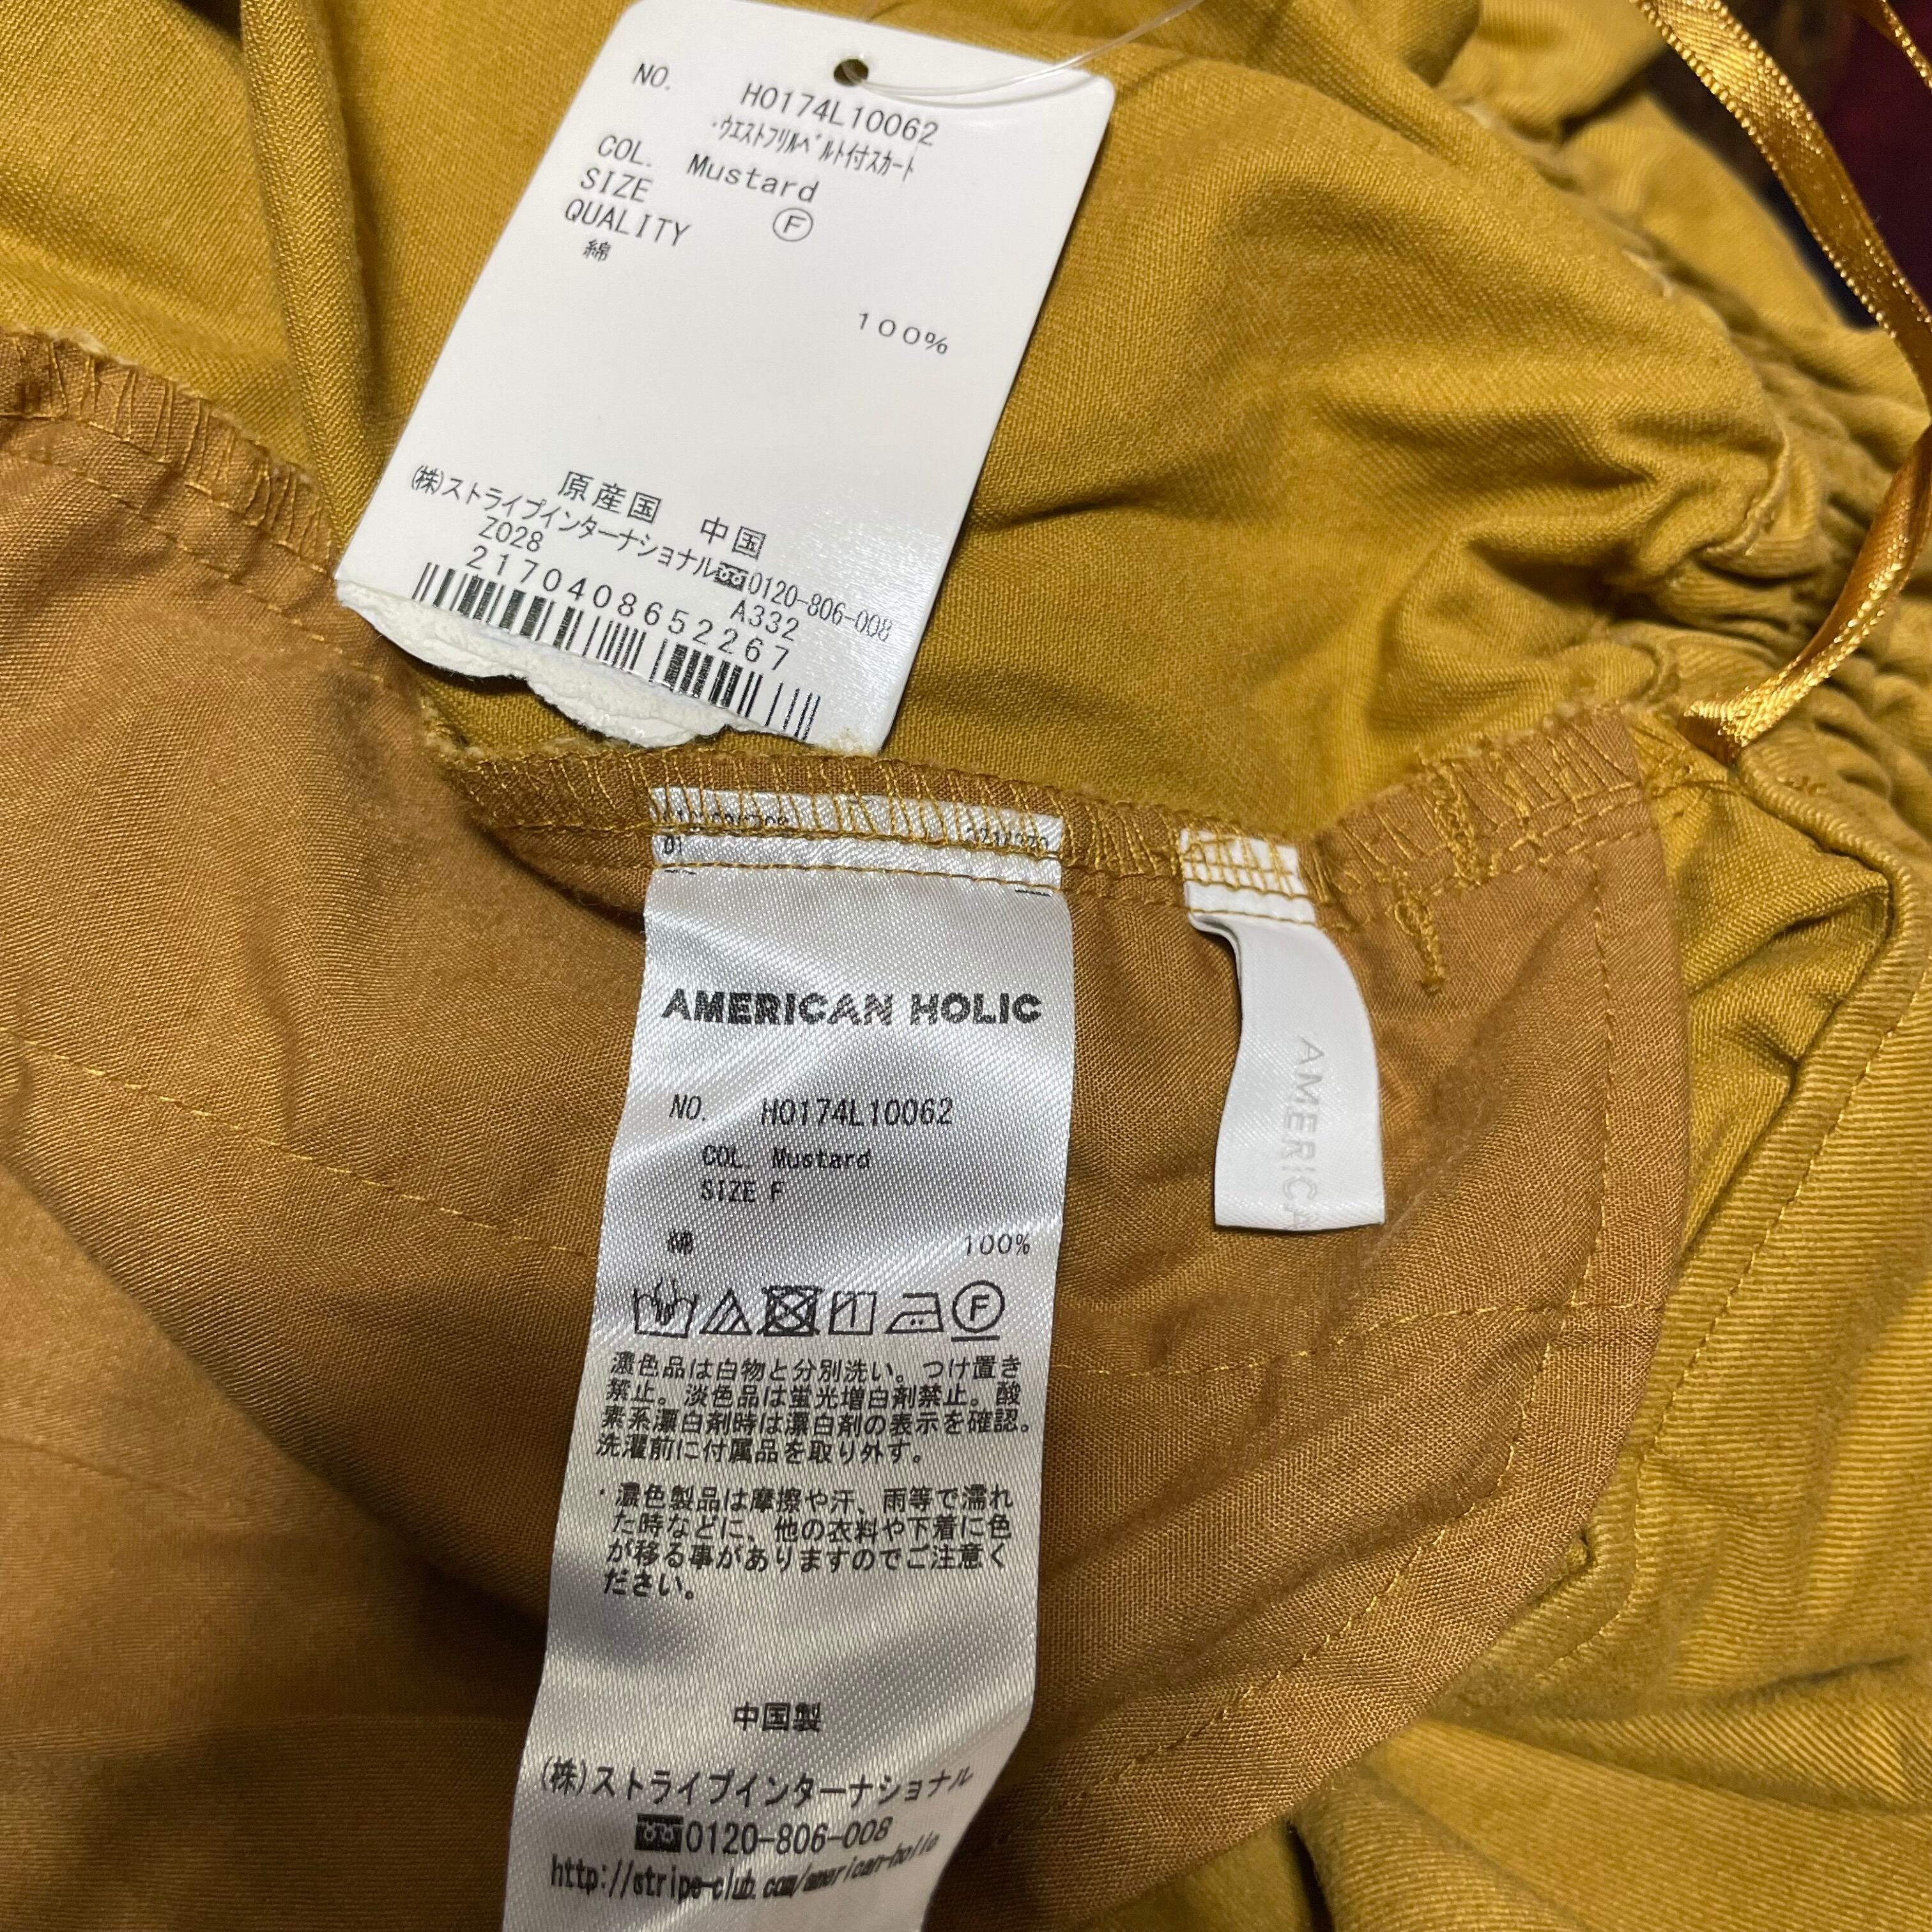 NO. H0174L10062
・ウエストフリルベルト付スカート
COL. Mustard
SIZE Ⓕ
QUALITY
綿
100%
原産国 中国
(株)ストライプインターナショナル 0120-806-008
Z028 A332
2170408652267
01
AMERICAN HOLIC
NO. H0174L10062
COL. Mustard
SIZE F
綿 100%
F
濃色品は白物と分別洗い。つけ置き
禁止。淡色品は蛍光増白剤禁止。酸
素系漂白剤時は漂白剤の表示を確認。
洗濯前に付属品を取り外す。
・濃色製品は摩擦や汗、雨等で濡れ
た時などに、他の衣料や下着に色
が移る事がありますのでご注意く
ださい。
中国製
(株)ストライプインターナショナル
0120-806-008
http://stripe-club.com/american-holic
AMERICA